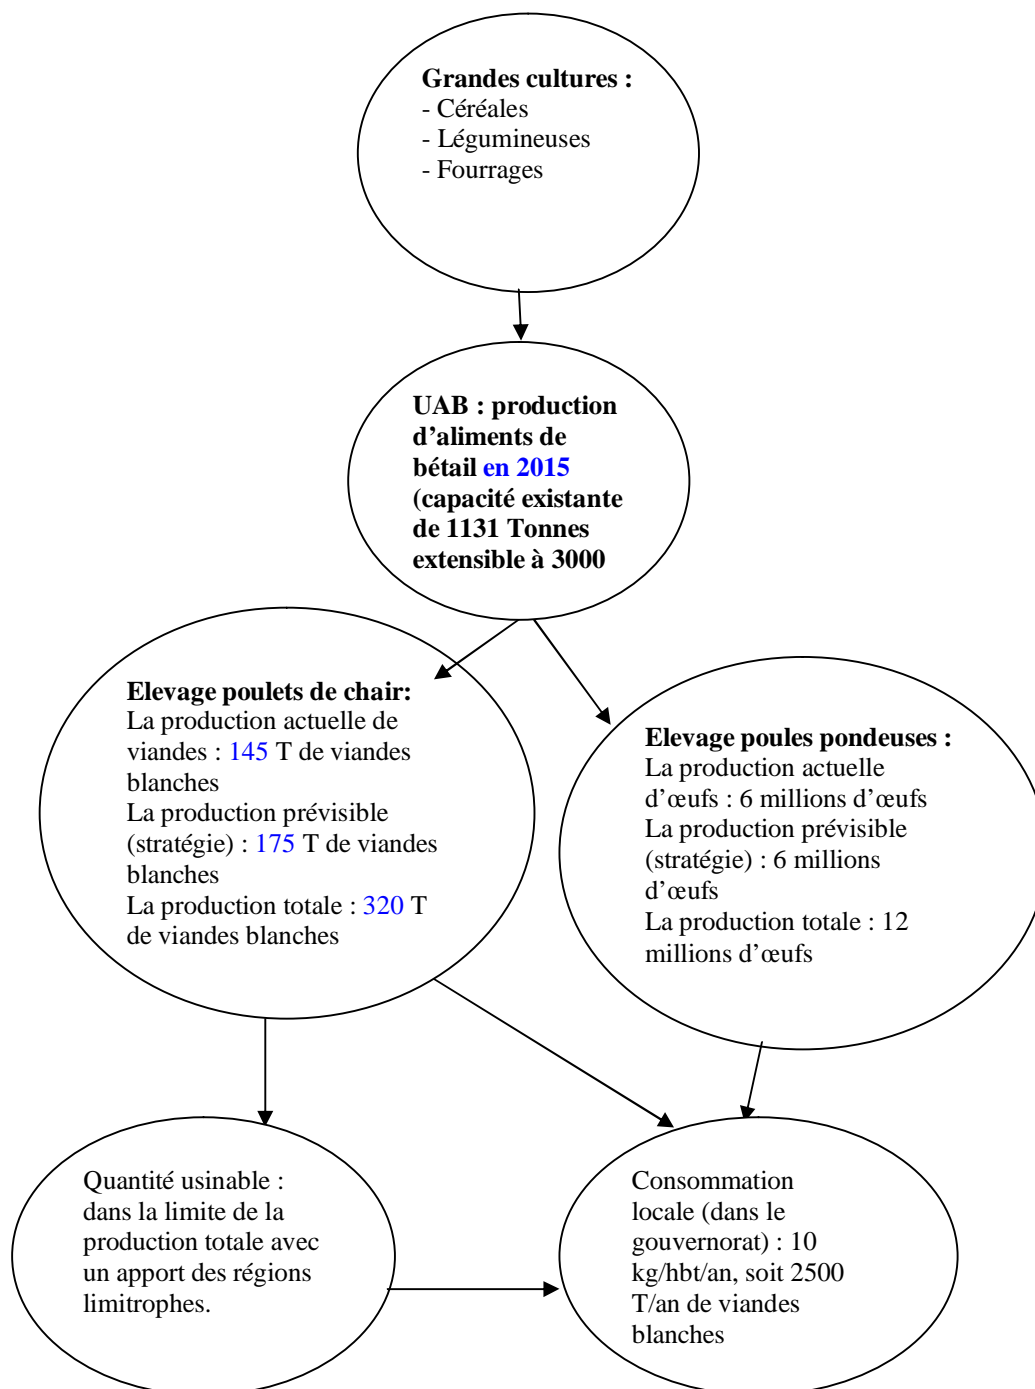 Grandes cultures :
- Céréales
- Légumineuses
- Fourrages
UAB : production
d’aliments de
bétail en 2015
(capacité existante
de 1131 Tonnes
extensible à 3000
Elevage poulets de chair:
La production actuelle de
viandes : 145 T de viandes
blanches
La production prévisible
(stratégie) : 175 T de viandes
blanches
La production totale : 320 T
de viandes blanches
Elevage poules pondeuses :
La production actuelle
d’œufs : 6 millions d’œufs
La production prévisible
(stratégie) : 6 millions
d’œufs
La production totale : 12
millions d’œufs
Quantité usinable :
dans la limite de la
production totale avec
un apport des régions
limitrophes.
Consommation
locale (dans le
gouvernorat) : 10
kg/hbt/an, soit 2500
T/an de viandes
blanches